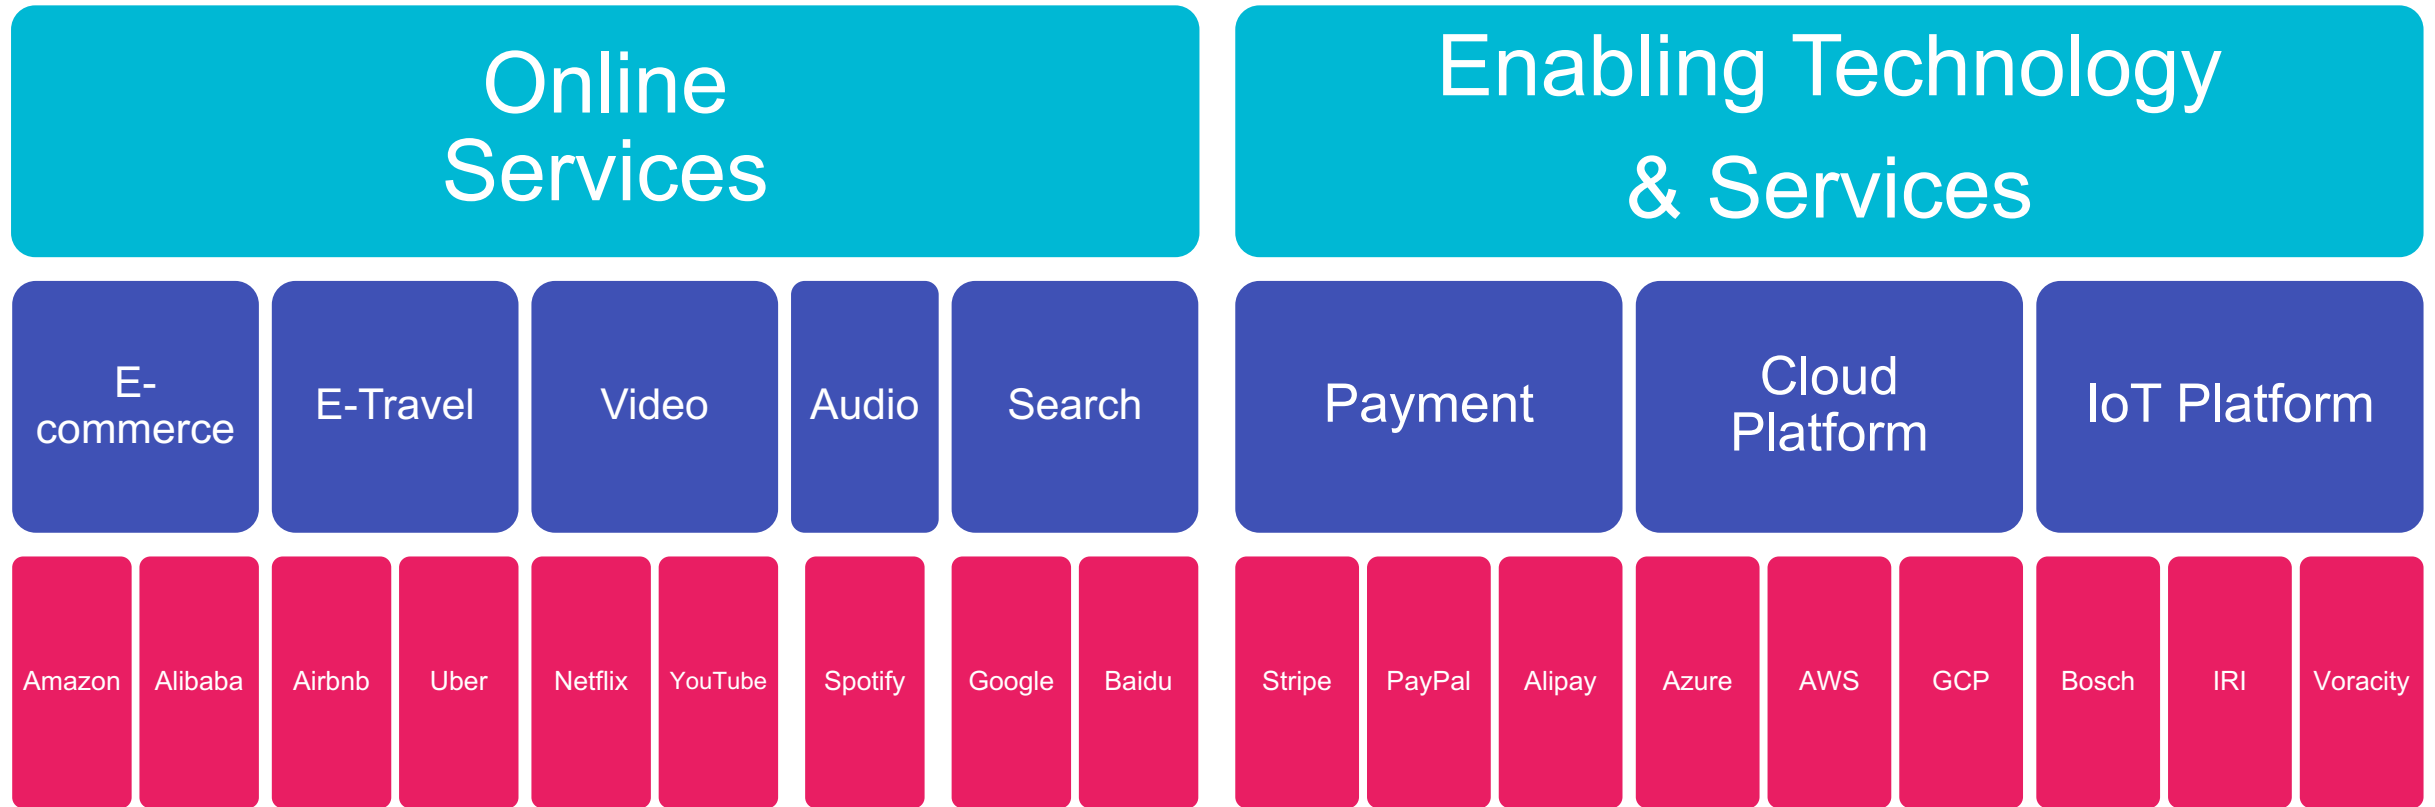 Online
Services
Enabling Technology
& Services
E-
commerce
E-Travel
Video
Audio
Search
Payment
Cloud
Platform
IoT Platform
Amazon
Alibaba
Airbnb
Uber
Netflix
YouTube
Spotify
Google
Baidu
Stripe
PayPal
Alipay
Azure
AWS
GCP
Bosch
IRI
Voracity